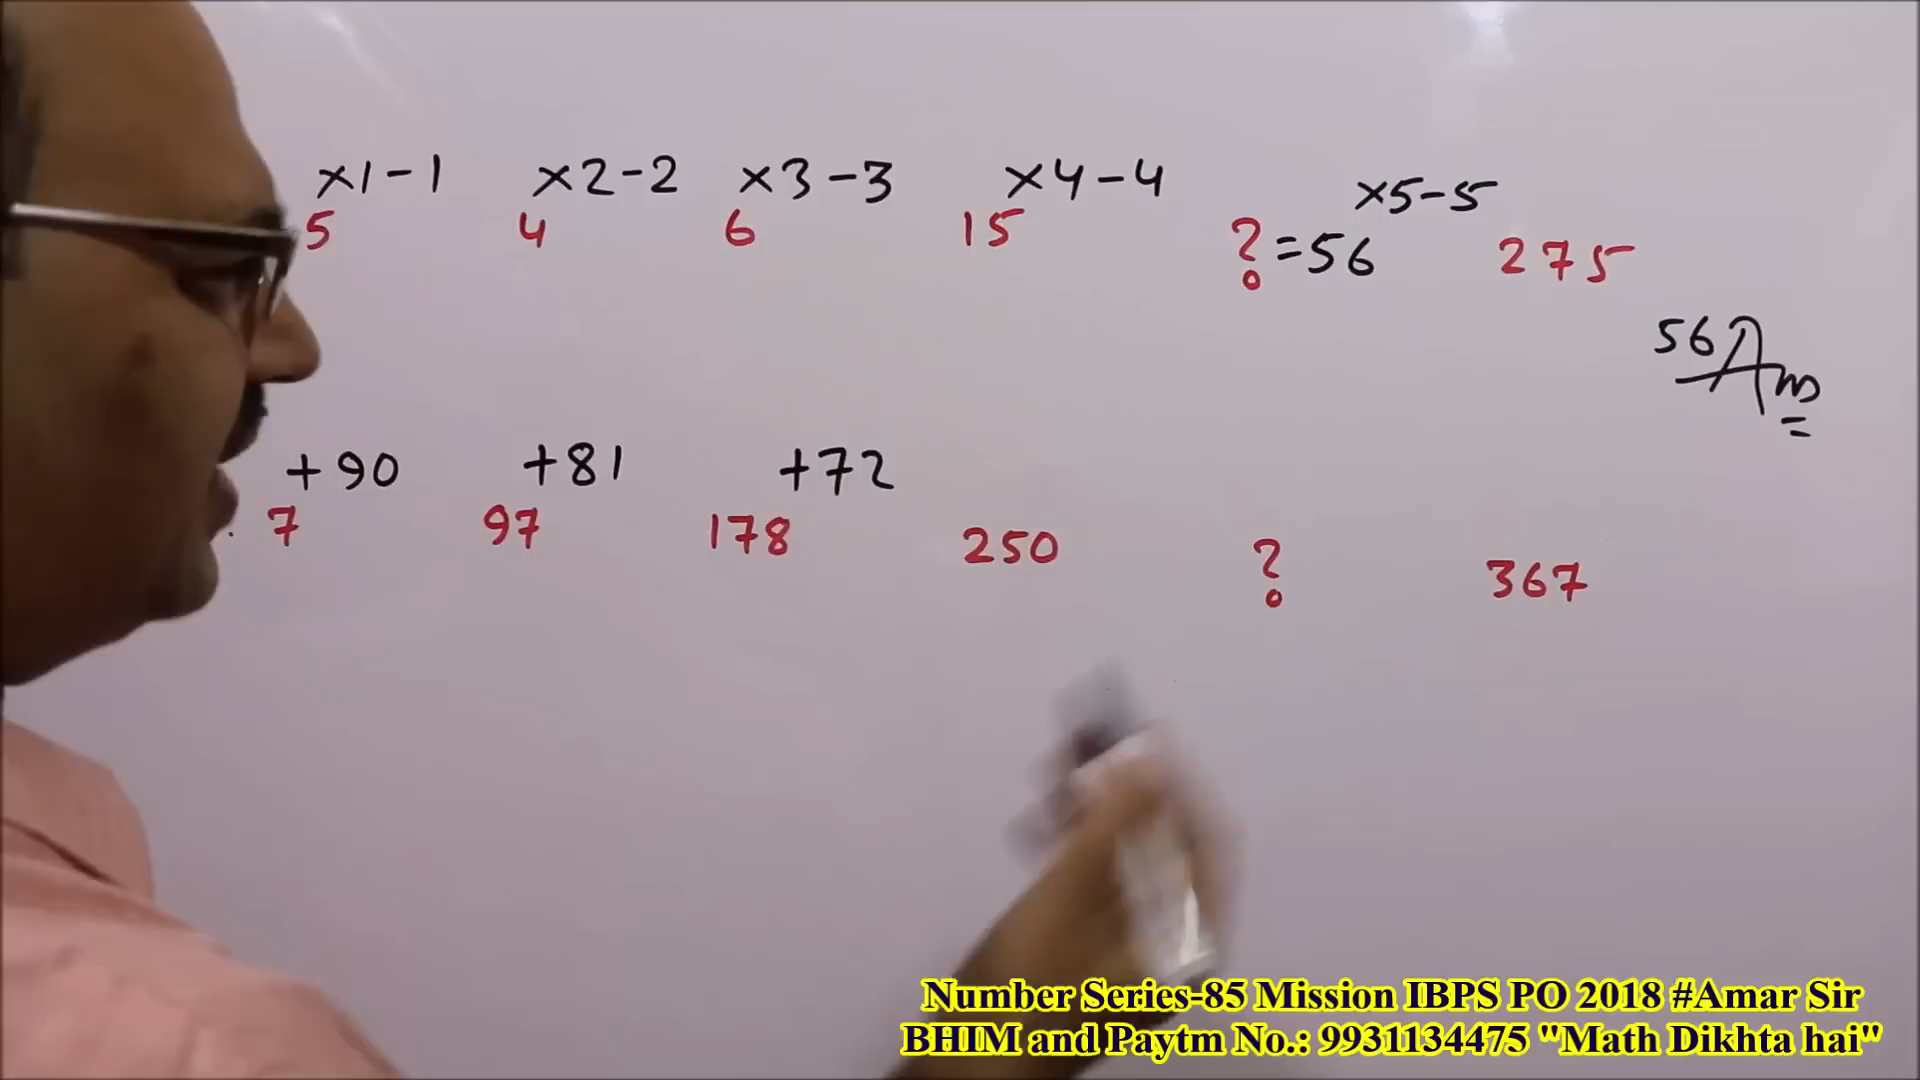 ×1-1 ×2-2 ×3-3 ×4-4 ×5-5
5 4 6 15 ?=56 275
56 Ans
+90 +81 +72
7 97 178 250 ? 367
Number Series-85 Mission IBPS PO 2018 #Amar Sir
BHIM and Paytm No.: 9931134475 "Math Dikhta hai"